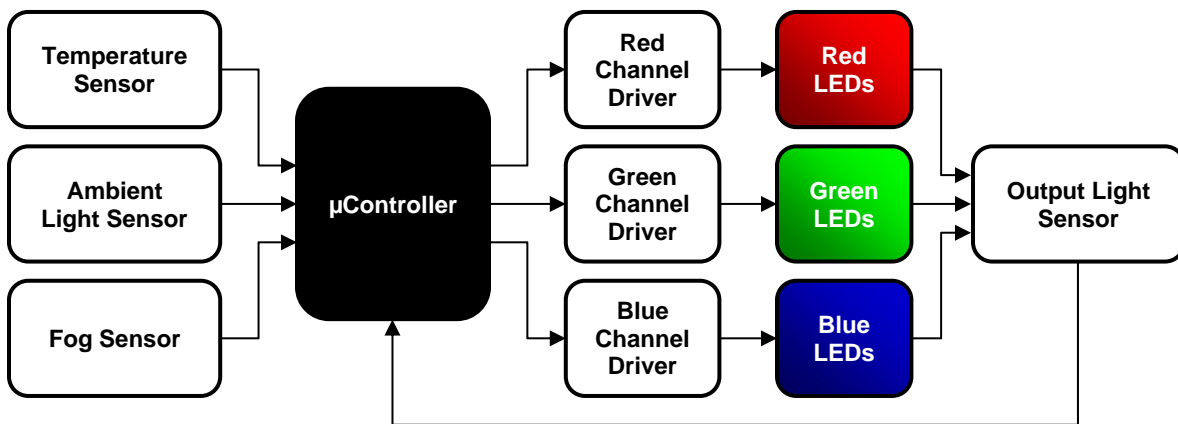 Temperature
Sensor
Ambient
Light Sensor
Fog Sensor
µController
Red
Channel
Driver
Green
Channel
Driver
Blue
Channel
Driver
Red
LEDs
Green
LEDs
Blue
LEDs
Output Light
Sensor